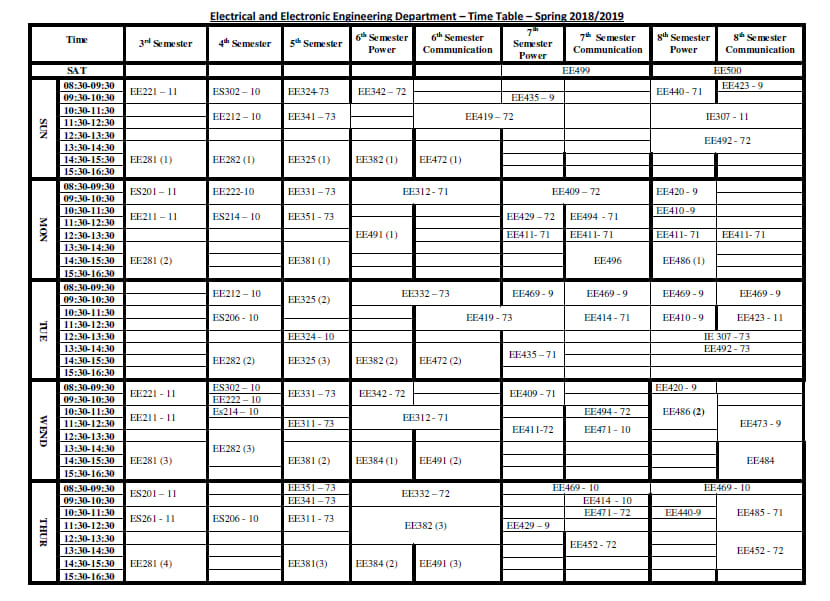 Electrical and Electronic Engineering Department – Time Table – Spring 2018/2019
Time 3rd Semester 4th Semester 5th Semester 6th Semester Power 6th Semester Communication 7th Semester Power 7th Semester Communication 8th Semester Power 8th Semester Communication
SAT EE499 EE500
SUN
08:30-09:30 EE221 – 11 ES302 – 10 EE324-73 EE342 – 72 EE440 - 71 EE423 - 9
09:30-10:30 EE435 – 9
10:30-11:30 EE212 – 10 EE341 – 73 EE419 – 72 IE307 - 11
11:30-12:30
12:30-13:30 EE492 - 72
13:30-14:30
14:30-15:30 EE281 (1) EE282 (1) EE325 (1) EE382 (1) EE472 (1)
15:30-16:30
MON
08:30-09:30 ES201 – 11 EE222-10 EE331 – 73 EE312 - 71 EE409 – 72 EE420 - 9
09:30-10:30
10:30-11:30 EE211 – 11 ES214 – 10 EE351 - 73 EE429 – 72 EE494 - 71 EE410 -9
11:30-12:30
12:30-13:30 EE491 (1) EE411- 71 EE411- 71 EE411- 71 EE411- 71
13:30-14:30
14:30-15:30 EE281 (2) EE381 (1) EE496 EE486 (1)
15:30-16:30
TUE
08:30-09:30 EE212 – 10 EE325 (2) EE332 – 73 EE469 - 9 EE469 - 9 EE469 - 9 EE469 - 9
09:30-10:30
10:30-11:30 ES206 - 10 EE419 - 73 EE414 - 71 EE410 - 9 EE423 - 11
11:30-12:30
12:30-13:30 EE324 - 10 IE 307 - 73
13:30-14:30 EE492 – 73
14:30-15:30 EE282 (2) EE325 (3) EE382 (2) EE472 (2) EE435 – 71
15:30-16:30
WEND
08:30-09:30 EE221 - 11 ES302 – 10 EE331 – 73 EE342 - 72 EE409 - 71 EE420 - 9
09:30-10:30 EE222 – 10
10:30-11:30 EE211 - 11 Es214 – 10 EE312- 71 EE494 - 72 EE486 (2) EE473 - 9
11:30-12:30 EE311 - 73 EE411-72 EE471 - 10
12:30-13:30 EE282 (3)
13:30-14:30
14:30-15:30 EE281 (3) EE381 (2) EE384 (1) EE491 (2) EE484
15:30-16:30
THUR
08:30-09:30 ES201 – 11 EE351 – 73 EE332 – 72 EE469 - 10 EE469 - 10
09:30-10:30 EE341 – 73 EE414 - 10
10:30-11:30 ES261 - 11 ES206 - 10 EE311 - 73 EE382 (3) EE471 – 72 EE440-9 EE485 - 71
11:30-12:30 EE429 – 9
12:30-13:30 EE452 - 72 EE452 - 72
13:30-14:30
14:30-15:30 EE281 (4) EE381(3) EE384 (2) EE491 (3)
15:30-16:30